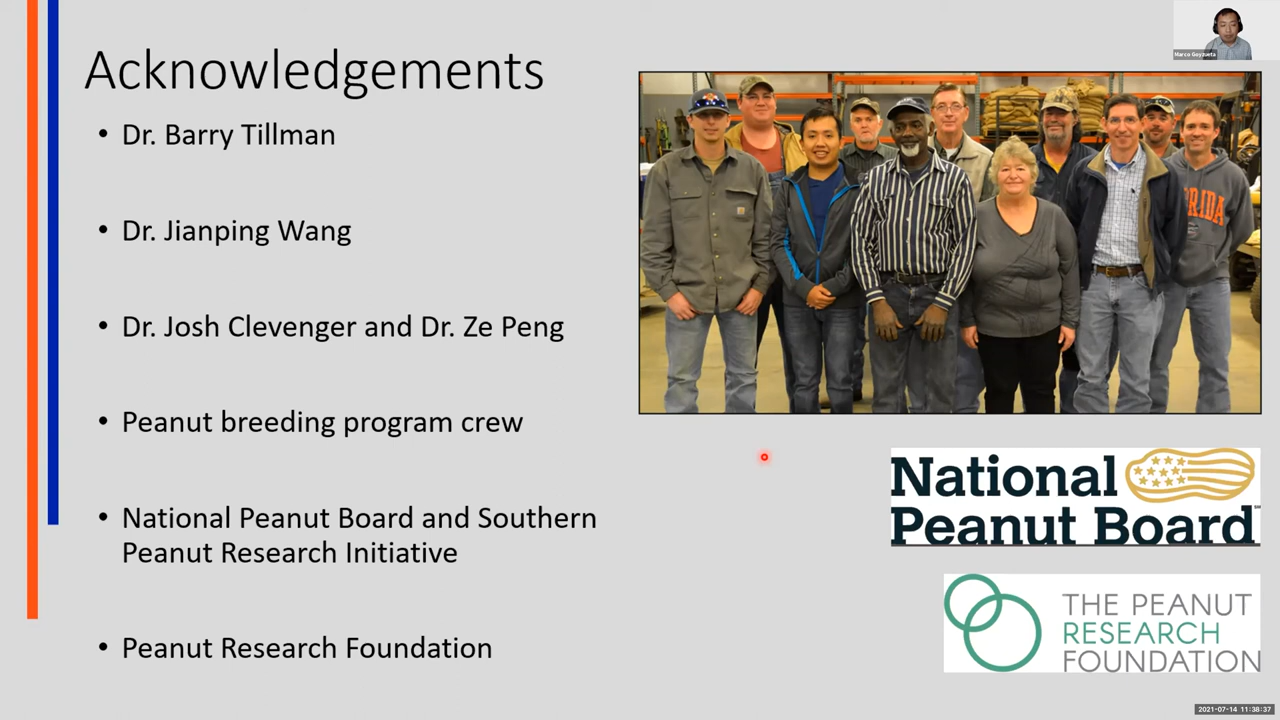 Acknowledgements
• Dr. Barry Tillman
• Dr. Jianping Wang
• Dr. Josh Clevenger and Dr. Ze Peng
• Peanut breeding program crew
• National Peanut Board and Southern
Peanut Research Initiative
• Peanut Research Foundation
Marco Goyzueta
RIDA
National
Peanut Board
SM
THE PEANUT
RESEARCH
FOUNDATION
2021-07-14 11:38:37